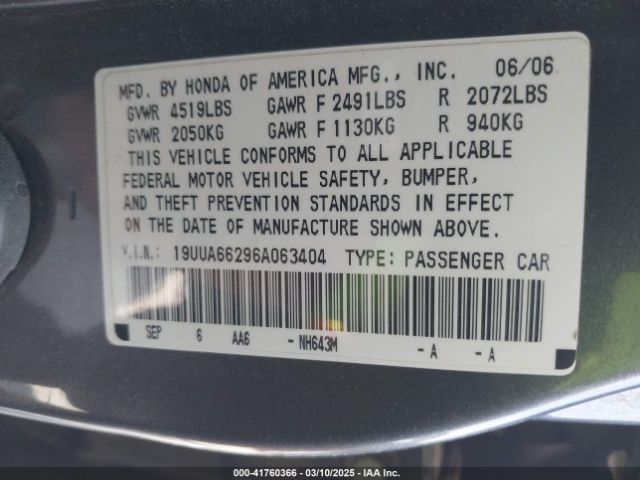 MFD. BY HONDA OF AMERICA MFG., INC. 06/06
GVWR 4519LBS GAWR F 2491LBS R 2072LBS
GVWR 2050KG GAWR F 1130KG R 940KG
THIS VEHICLE CONFORMS TO ALL APPLICABLE
FEDERAL MOTOR VEHICLE SAFETY, BUMPER,
AND THEFT PREVENTION STANDARDS IN EFFECT
ON THE DATE OF MANUFACTURE SHOWN ABOVE.
V.I.N.: 19UUA66296A063404 TYPE: PASSENGER CAR
SEP 6 AA6 - NH643M - A - A
000-41760366 — 03/10/2025 — IAA Inc.